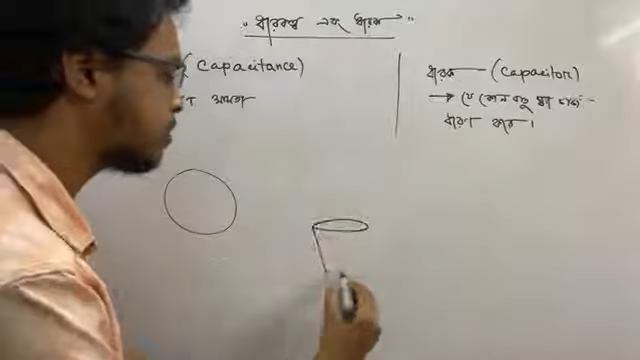 "ধারকত্ব এবং ধারক"
(Capacitance)
ধারক (Capacitor)
→ যে কোন বস্তু যা চার্জ
ধারণ করে।